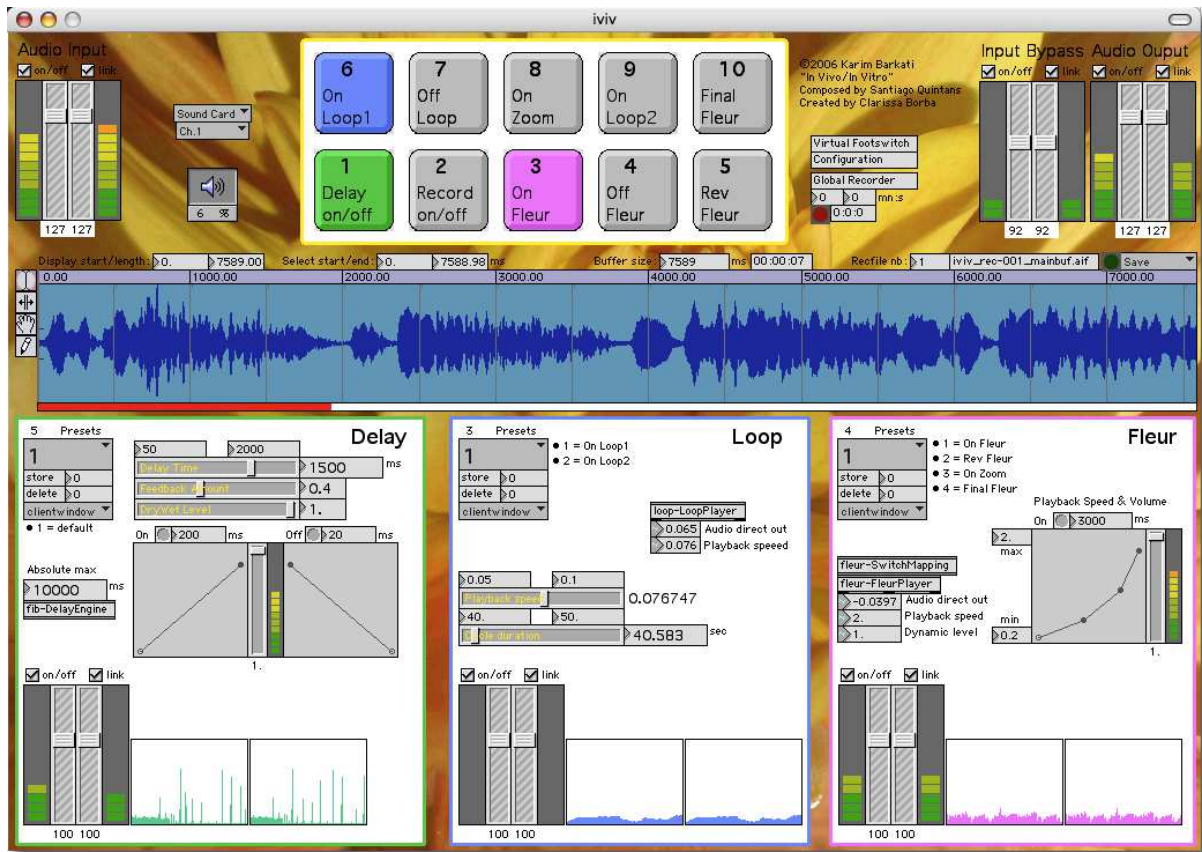 iviv
Audio Input
on/off link
127 127
Sound Card
Ch.1
6 %
6 On Loop1
7 Off Loop
8 On Zoom
9 On Loop2
10 Final Fleur
1 Delay on/off
2 Record on/off
3 On Fleur
4 Off Fleur
5 Rev Fleur
©2006 Karim Barkati
"In Vivo/In Vitro"
Composed by Santiago Quintans
Created by Clarissa Borba
Virtual Footswitch
Configuration
Global Recorder
0 0 mn:s
0:0:0
Input Bypass Audio Ouput
on/off link on/off link
92 92 127 127
Display start/length: 0. 7589.00 Select start/end: 0. 7588.98 ms Buffer size: 7589 ms 00:00:07 Recfile nb: 1 iviv_rec-001_mainbuf.aif Save
0.00 1000.00 2000.00 3000.00 4000.00 5000.00 6000.00 7000.00
Delay
5 Presets
1
store 0
delete 0
clientwindow
● 1 = default
50 2000
Delay Time 1500 ms
Feedback Amount 0.4
DryWet Level 1.
On 200 ms Off 20 ms
Absolute max
10000 ms
fib-DelayEngine
1.
on/off link
100 100
Loop
3 Presets
1
store 0
delete 0
clientwindow
● 1 = On Loop1
● 2 = On Loop2
loop-LoopPlayer
0.065 Audio direct out
0.076 Playback speeed
0.05 0.1
Playback speed 0.076747
40. 50.
Cycle duration 40.583 sec
on/off link
100 100
Fleur
4 Presets
1
store 0
delete 0
clientwindow
● 1 = On Fleur
● 2 = Rev Fleur
● 3 = On Zoom
● 4 = Final Fleur
Playback Speed & Volume
On 3000 ms
2.
max
fleur-SwitchMapping
fleur-FleurPlayer
-0.0397 Audio direct out
2. Playback speed
1. Dynamic level
min
0.2
1.
on/off link
100 100